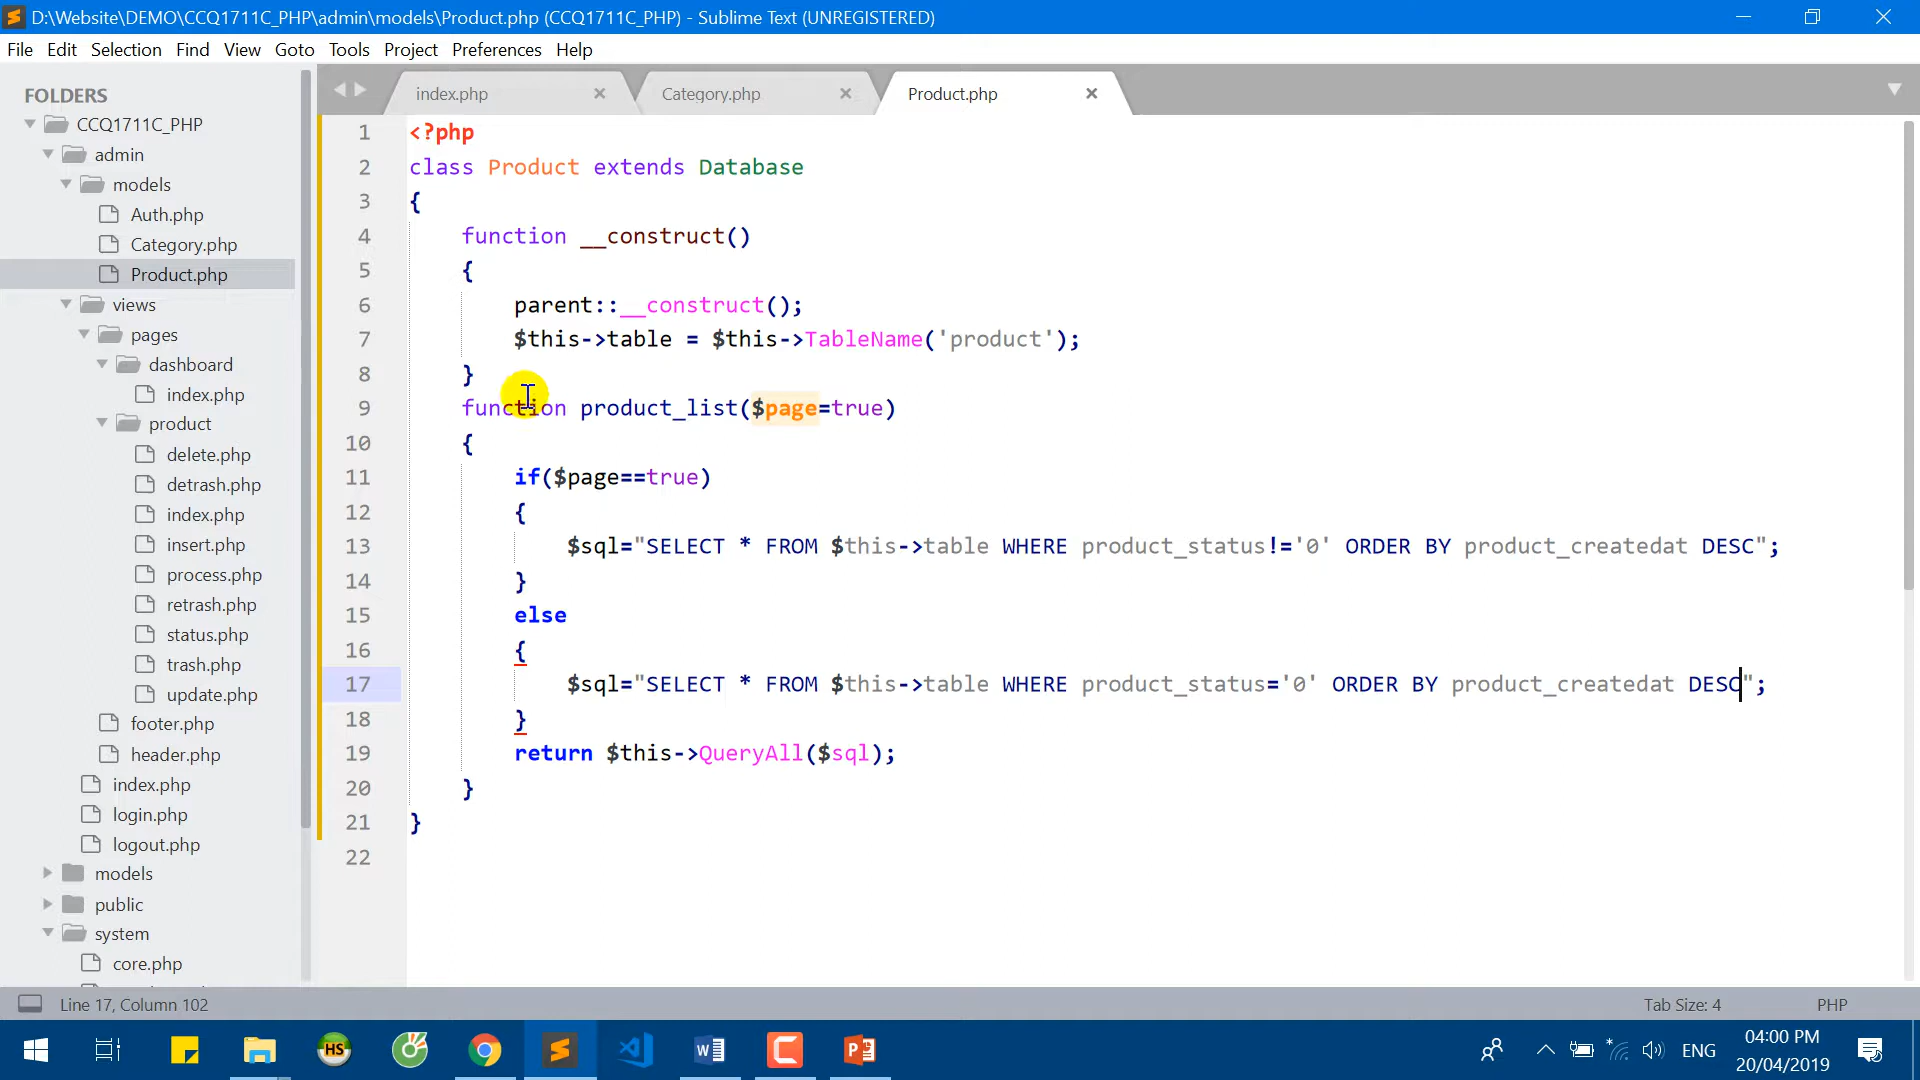 D:\Website\DEMO\CCQ1711C_PHP\admin\models\Product.php (CCQ1711C_PHP) - Sublime Text (UNREGISTERED)
File Edit Selection Find View Goto Tools Project Preferences Help
FOLDERS
CCQ1711C_PHP
admin
models
Auth.php
Category.php
Product.php
views
pages
dashboard
index.php
product
delete.php
detrash.php
index.php
insert.php
process.php
retrash.php
status.php
trash.php
update.php
footer.php
header.php
index.php
login.php
logout.php
models
public
system
core.php
index.php Category.php Product.php
1 <?php
2 class Product extends Database
3 {
4 function __construct()
5 {
6 parent::__construct();
7 $this->table = $this->TableName('product');
8 }
9 function product_list($page=true)
10 {
11 if($page==true)
12 {
13 $sql="SELECT * FROM $this->table WHERE product_status!='0' ORDER BY product_createdat DESC";
14 }
15 else
16 {
17 $sql="SELECT * FROM $this->table WHERE product_status='0' ORDER BY product_createdat DESC";
18 }
19 return $this->QueryAll($sql);
20 }
21 }
22
Line 17, Column 102 Tab Size: 4 PHP
HS
ENG
04:00 PM
20/04/2019